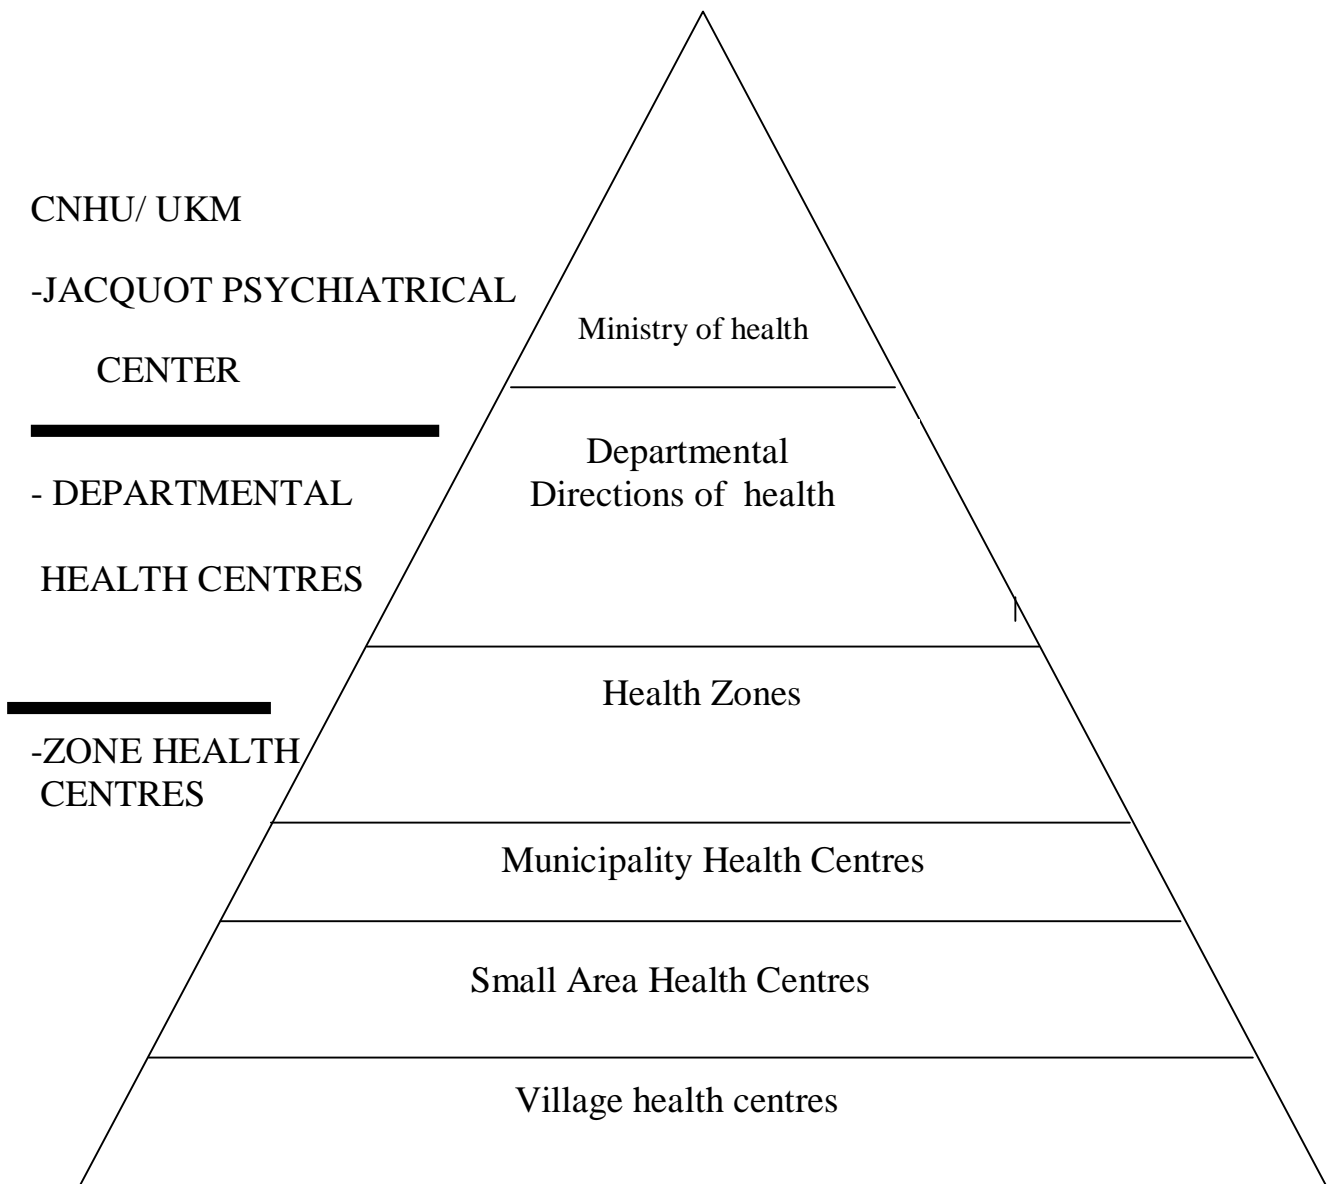 CNHU/ UKM
-JACQUOT PSYCHIATRICAL
CENTER
Ministry of health
- DEPARTMENTAL
HEALTH CENTRES
Departmental
Directions of health
-ZONE HEALTH
CENTRES
Health Zones
Municipality Health Centres
Small Area Health Centres
Village health centres